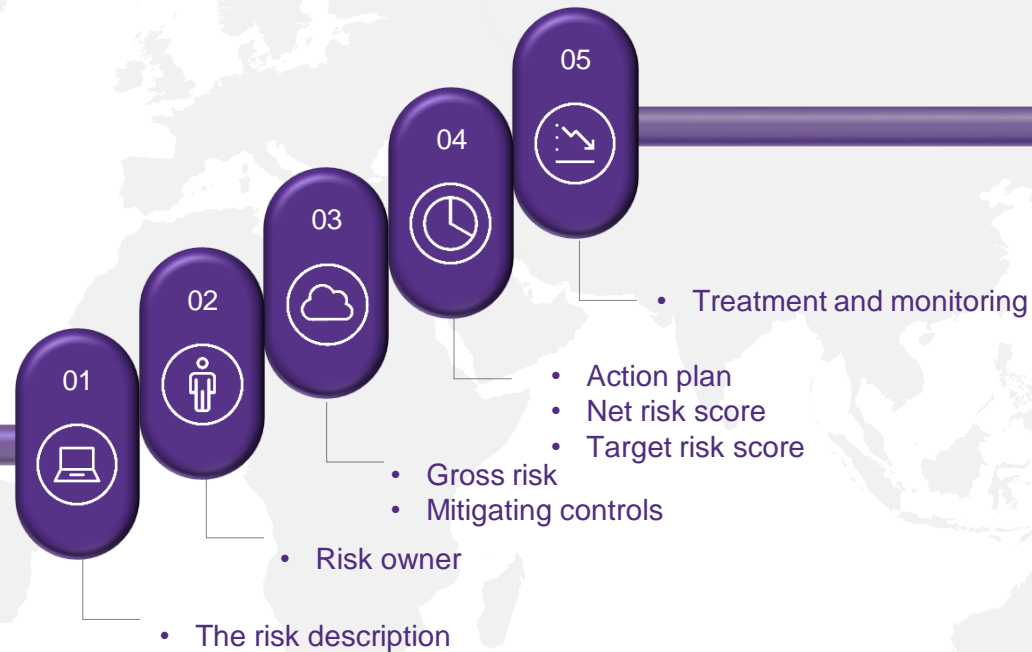 05
04
03
02
01
• Treatment and monitoring
• Action plan
• Net risk score
• Target risk score
• Gross risk
• Mitigating controls
• Risk owner
• The risk description